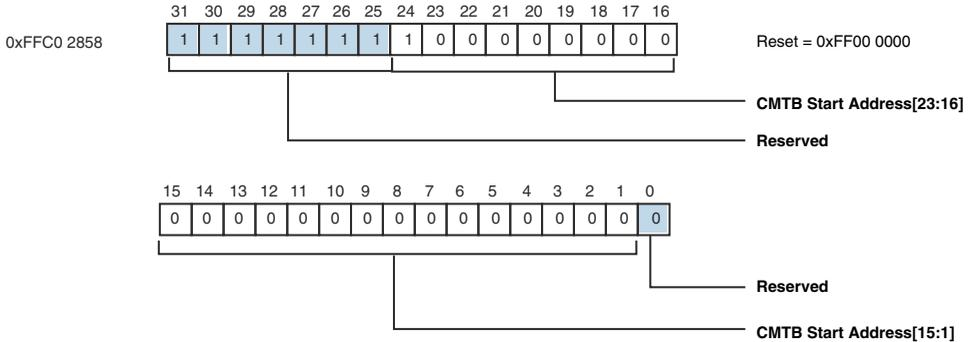 31 30 29 28 27 26 25 24 23 22 21 20 19 18 17 16
0xFFC0 2858
1 1 1 1 1 1 1 1 0 0 0 0 0 0 0 0
Reset = 0xFF00 0000
CMTB Start Address[23:16]
Reserved
15 14 13 12 11 10 9 8 7 6 5 4 3 2 1 0
0 0 0 0 0 0 0 0 0 0 0 0 0 0 0 0
Reserved
CMTB Start Address[15:1]